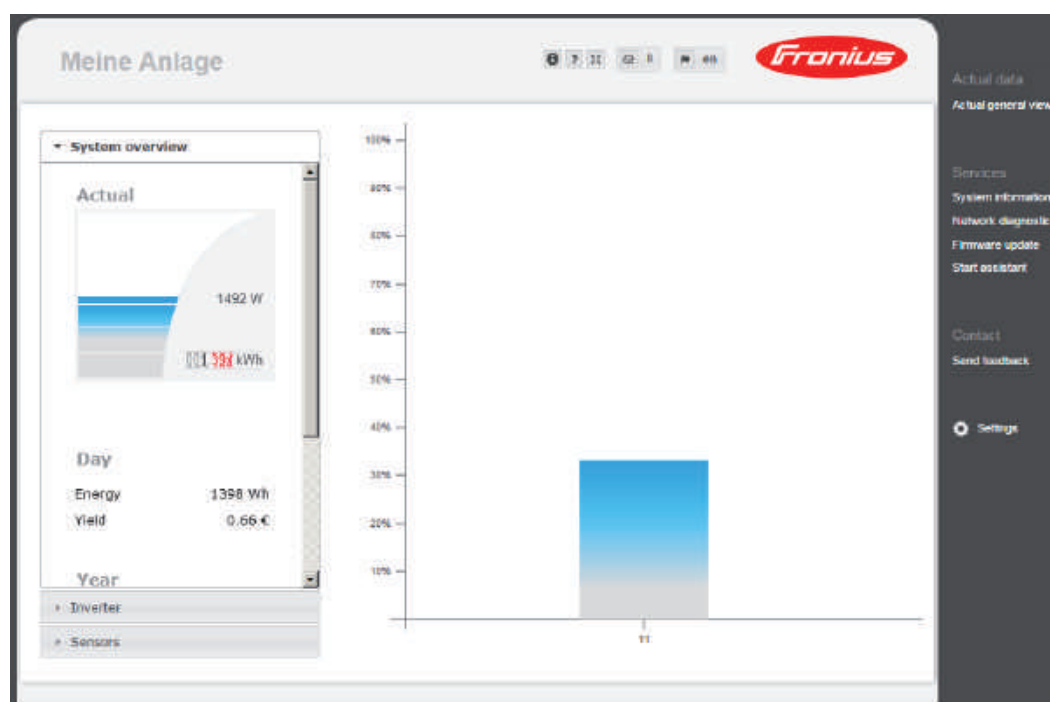 Meine Anlage
Fronius
System overview
Actual
1492 W
kWh
Day
Energy 1398 Wh
Yield 0.66 €
Year
Inverter
Sensors
100%
90%
80%
70%
60%
50%
40%
30%
20%
10%
11
Actual data
Actual general view
Services
System information
Network diagnostic
Firmware update
Start assistant
Contact
Send feedback
Settings